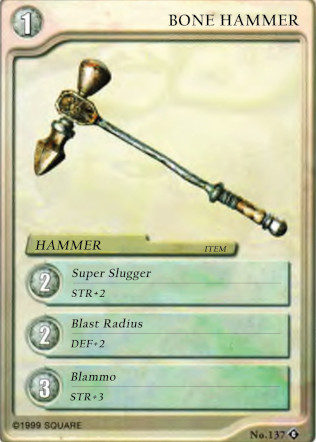 1
BONE HAMMER
HAMMER
ITEM
2
Super Slugger
STR+2
2
Blast Radius
DEF+2
3
Blammo
STR+3
©1999 SQUARE
No.137